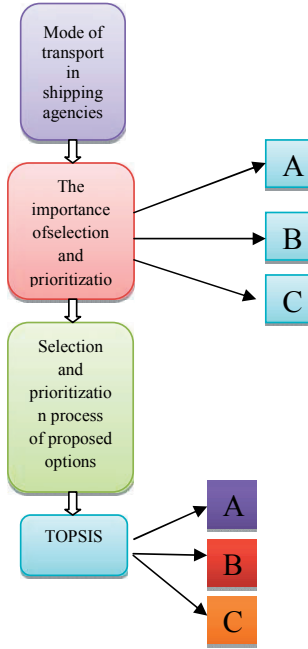 Mode of
transport
in
shipping
agencies
The
importance
ofselection
and
prioritizatio
A
B
C
Selection
and
prioritizatio
n process
of proposed
options
TOPSIS
A
B
C